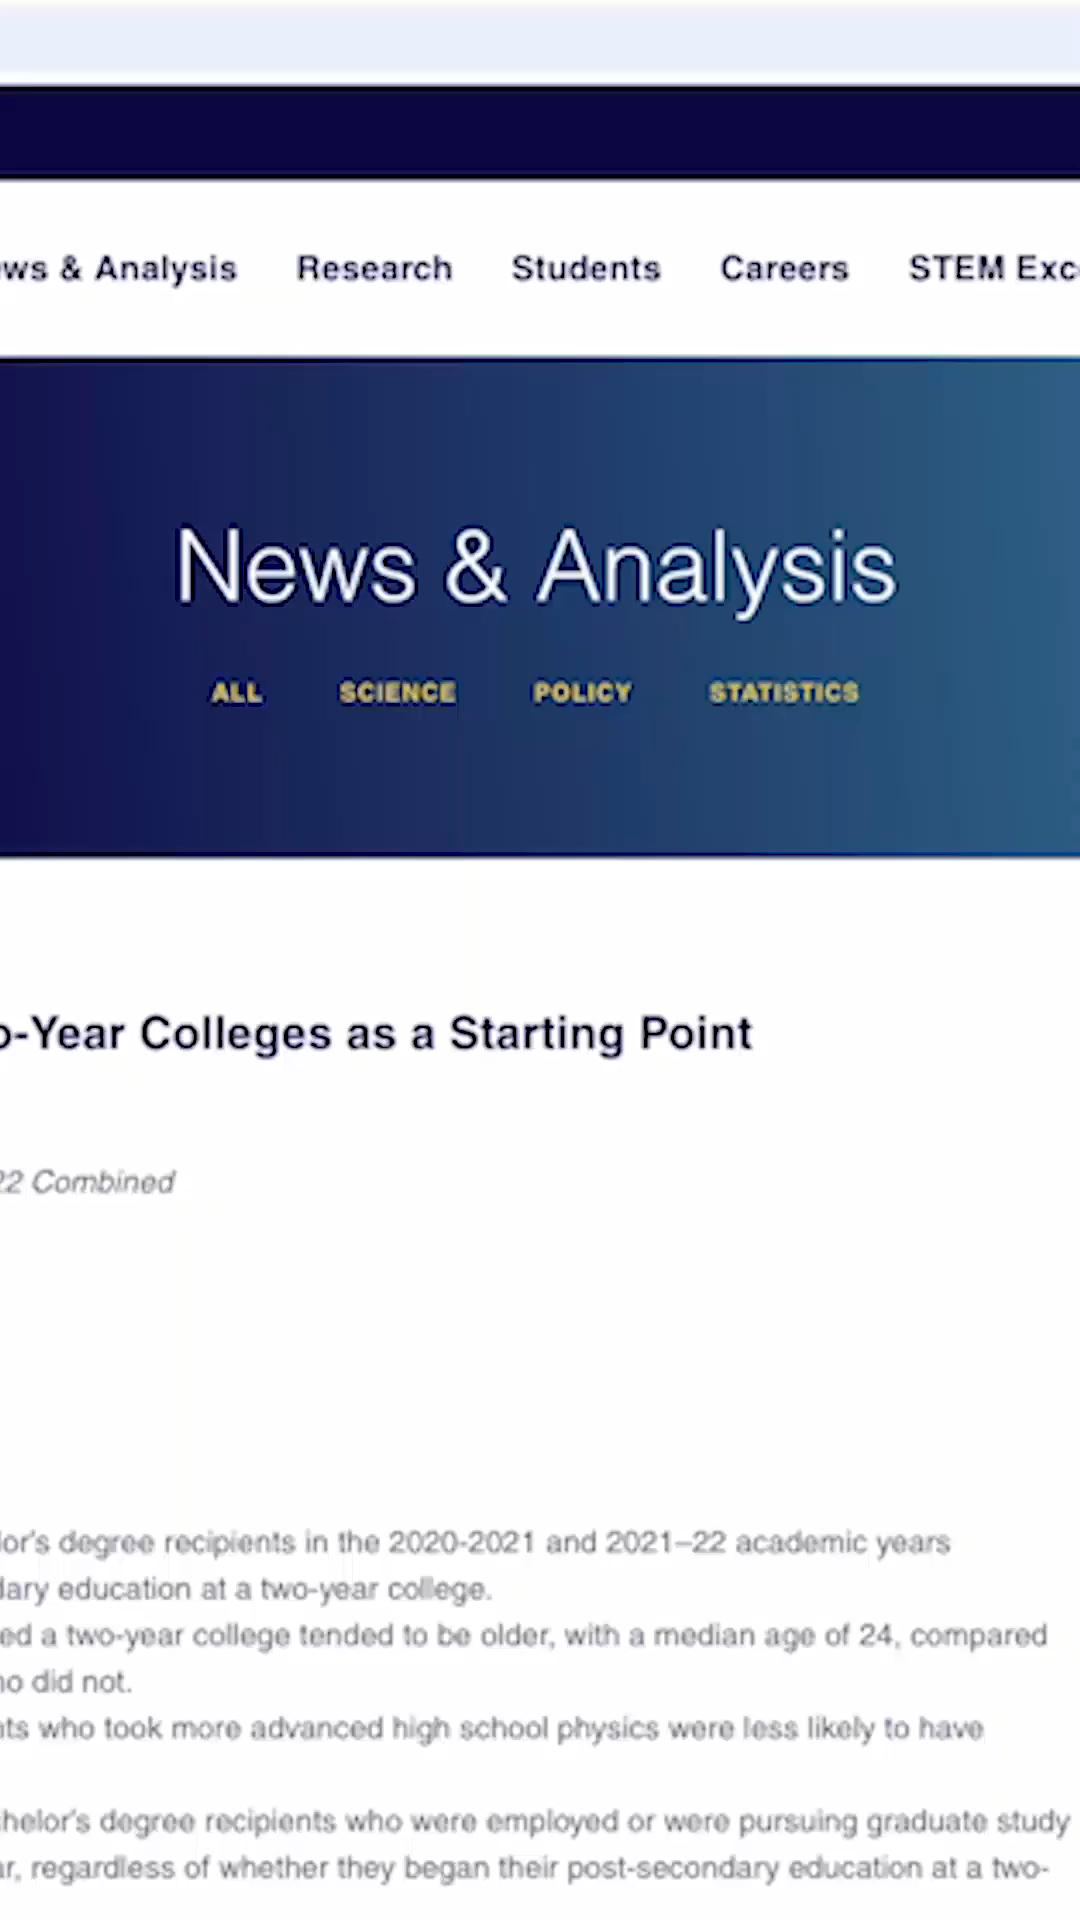 ws & Analysis Research Students Careers STEM Exc
News & Analysis
ALL SCIENCE POLICY STATISTICS
o-Year Colleges as a Starting Point
22 Combined
lor's degree recipients in the 2020-2021 and 2021–22 academic years
dary education at a two-year college.
ed a two-year college tended to be older, with a median age of 24, compared
no did not.
nts who took more advanced high school physics were less likely to have
chelor's degree recipients who were employed or were pursuing graduate study
ar, regardless of whether they began their post-secondary education at a two-